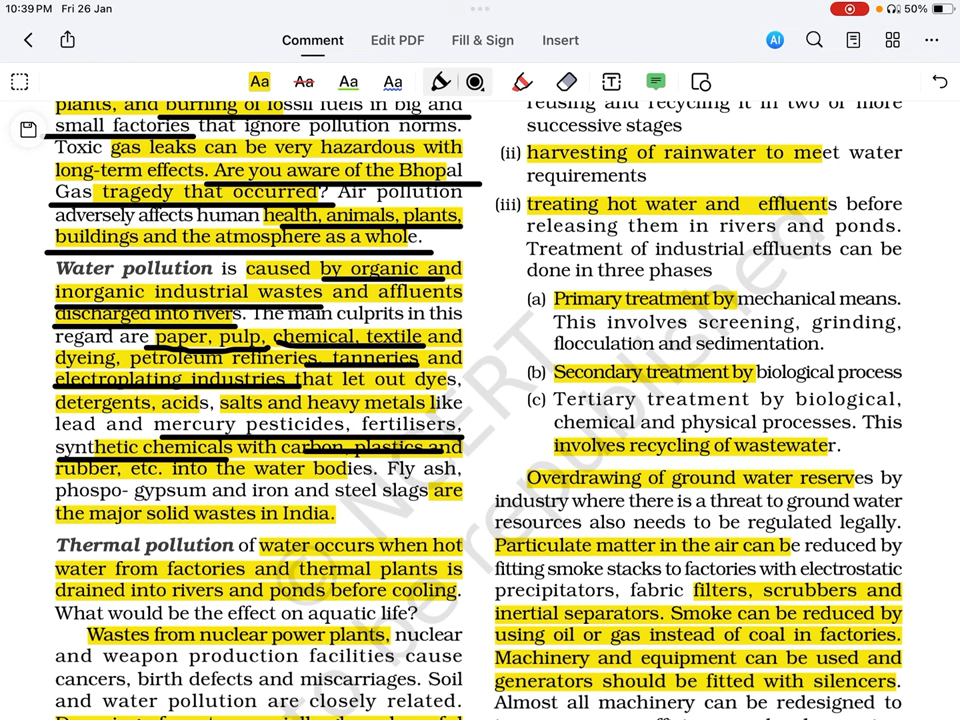 10:39 PM Fri 26 Jan
50%
Comment Edit PDF Fill & Sign Insert
AI
Aa Aa Aa Aa
plants, and burning of fossil fuels in big and
small factories that ignore pollution norms.
Toxic gas leaks can be very hazardous with
long-term effects. Are you aware of the Bhopal
Gas tragedy that occurred? Air pollution
adversely affects human health, animals, plants,
buildings and the atmosphere as a whole.
Water pollution is caused by organic and
inorganic industrial wastes and affluents
discharged into rivers. The main culprits in this
regard are paper, pulp, chemical, textile and
dyeing, petroleum refineries, tanneries and
electroplating industries that let out dyes,
detergents, acids, salts and heavy metals like
lead and mercury pesticides, fertilisers,
synthetic chemicals with carbon, plastics and
rubber, etc. into the water bodies. Fly ash,
phospo- gypsum and iron and steel slags are
the major solid wastes in India.
Thermal pollution of water occurs when hot
water from factories and thermal plants is
drained into rivers and ponds before cooling.
What would be the effect on aquatic life?
Wastes from nuclear power plants, nuclear
and weapon production facilities cause
cancers, birth defects and misarriages. Soil
and water pollution are closely related.
reusing and recycling it in two or more
successive stages
(ii) harvesting of rainwater to meet water
requirements
(iii) treating hot water and effluents before
releasing them in rivers and ponds.
Treatment of industrial effluents can be
done in three phases
(a) Primary treatment by mechanical means.
This involves screening, grinding,
flocculation and sedimentation.
(b) Secondary treatment by biological process
(c) Tertiary treatment by biological,
chemical and physical processes. This
involves recycling of wastewater.
Overdrawing of ground water reserves by
industry where there is a threat to ground water
resources also needs to be regulated legally.
Particulate matter in the air can be reduced by
fitting smoke stacks to factories with electrostatic
precipitators, fabric filters, scrubbers and
inertial separators. Smoke can be reduced by
using oil or gas instead of coal in factories.
Machinery and equipment can be used and
generators should be fitted with silencers.
Almost all machinery can be redesigned to
© NCERT
to be republished